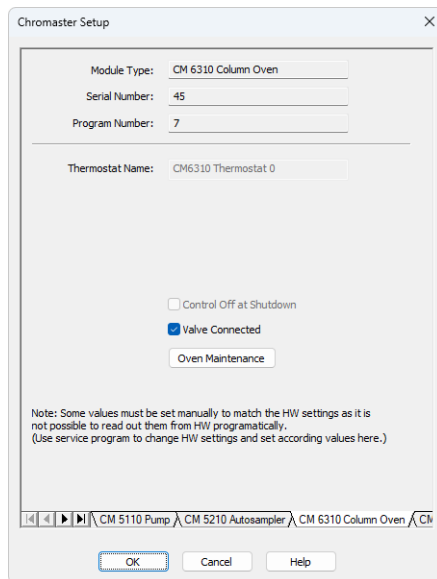 Chromaster Setup
Module Type: CM 6310 Column Oven
Serial Number: 45
Program Number: 7
Thermostat Name: CM6310 Thermostat 0
Control Off at Shutdown
Valve Connected
Oven Maintenance
Note: Some values must be set manually to match the HW settings as it is
not possible to read out them from HW programatically.
(Use service program to change HW settings and set according values here.)
CM 5110 Pump CM 5210 Autosampler CM 6310 Column Oven CM
OK Cancel Help